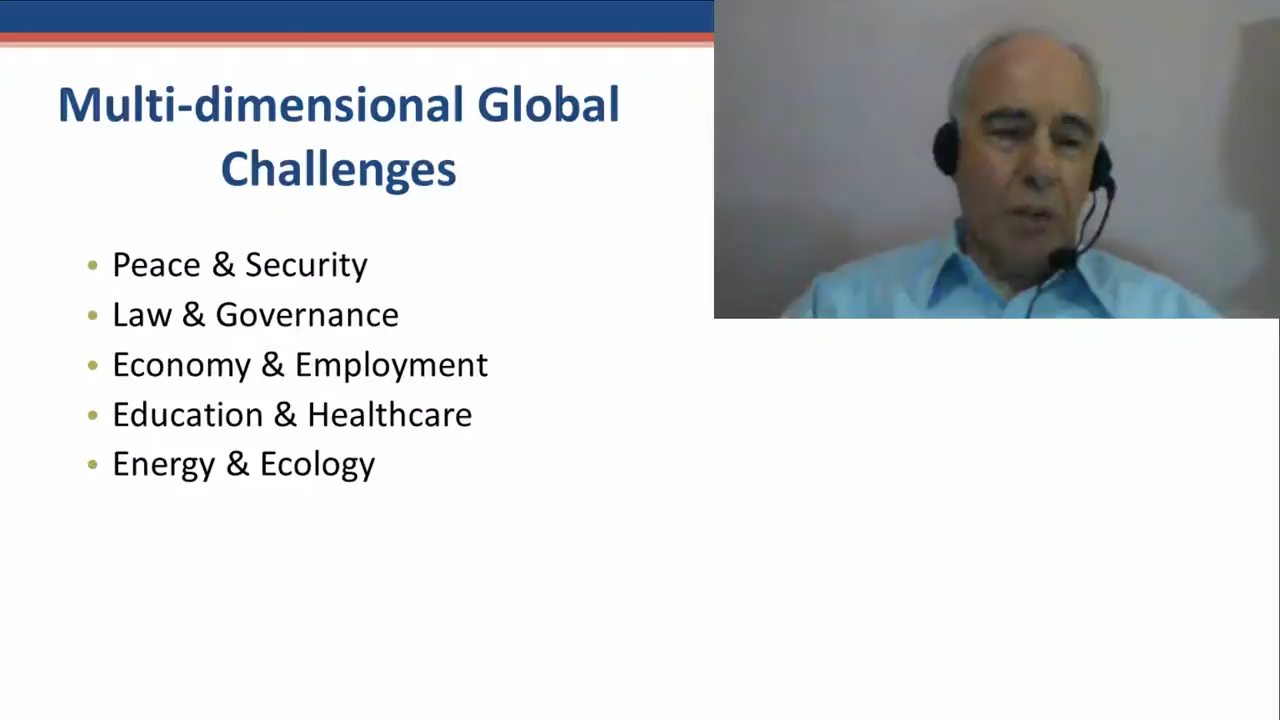 Multi-dimensional Global
Challenges
• Peace & Security
• Law & Governance
• Economy & Employment
• Education & Healthcare
• Energy & Ecology